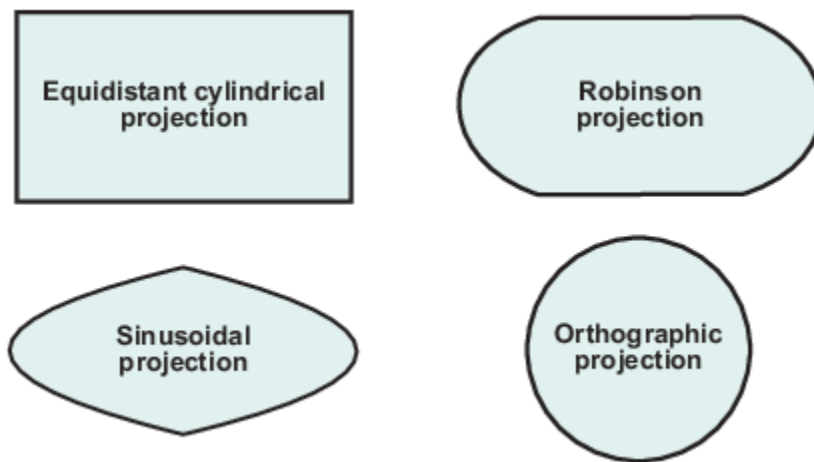 Equidistant cylindrical
projection
Robinson
projection
Sinusoidal
projection
Orthographic
projection